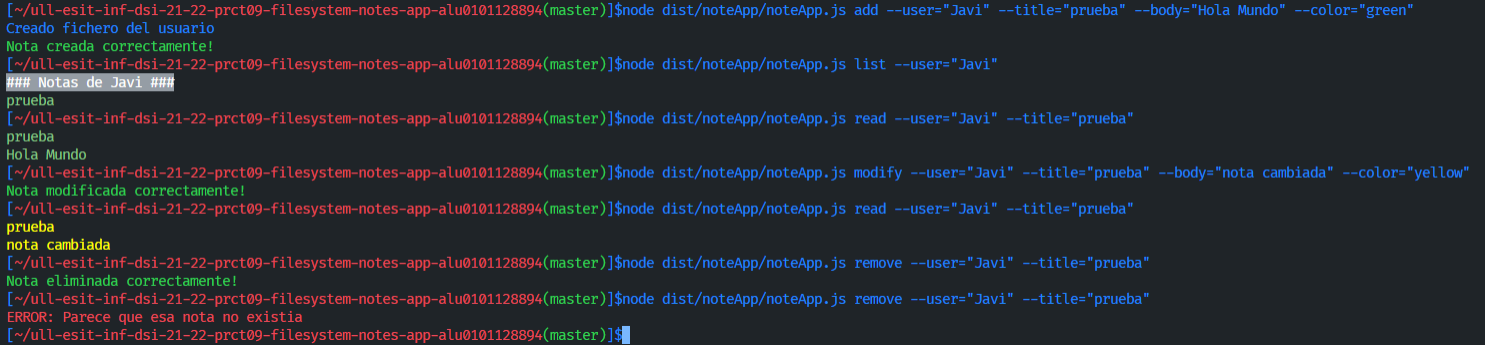 [~/ull-esit-inf-dsi-21-22-prct09-filesystem-notes-app-alu0101128894(master)]$node dist/noteApp/noteApp.js add --user="Javi" --title="prueba" --body="Hola Mundo" --color="green"
Creado fichero del usuario
Nota creada correctamente!
[~/ull-esit-inf-dsi-21-22-prct09-filesystem-notes-app-alu0101128894(master)]$node dist/noteApp/noteApp.js list --user="Javi"
### Notas de Javi ###
prueba
[~/ull-esit-inf-dsi-21-22-prct09-filesystem-notes-app-alu0101128894(master)]$node dist/noteApp/noteApp.js read --user="Javi" --title="prueba"
prueba
Hola Mundo
[~/ull-esit-inf-dsi-21-22-prct09-filesystem-notes-app-alu0101128894(master)]$node dist/noteApp/noteApp.js modify --user="Javi" --title="prueba" --body="nota cambiada" --color="yellow"
Nota modificada correctamente!
[~/ull-esit-inf-dsi-21-22-prct09-filesystem-notes-app-alu0101128894(master)]$node dist/noteApp/noteApp.js read --user="Javi" --title="prueba"
prueba
nota cambiada
[~/ull-esit-inf-dsi-21-22-prct09-filesystem-notes-app-alu0101128894(master)]$node dist/noteApp/noteApp.js remove --user="Javi" --title="prueba"
Nota eliminada correctamente!
[~/ull-esit-inf-dsi-21-22-prct09-filesystem-notes-app-alu0101128894(master)]$node dist/noteApp/noteApp.js remove --user="Javi" --title="prueba"
ERROR: Parece que esa nota no existia
[~/ull-esit-inf-dsi-21-22-prct09-filesystem-notes-app-alu0101128894(master)]$